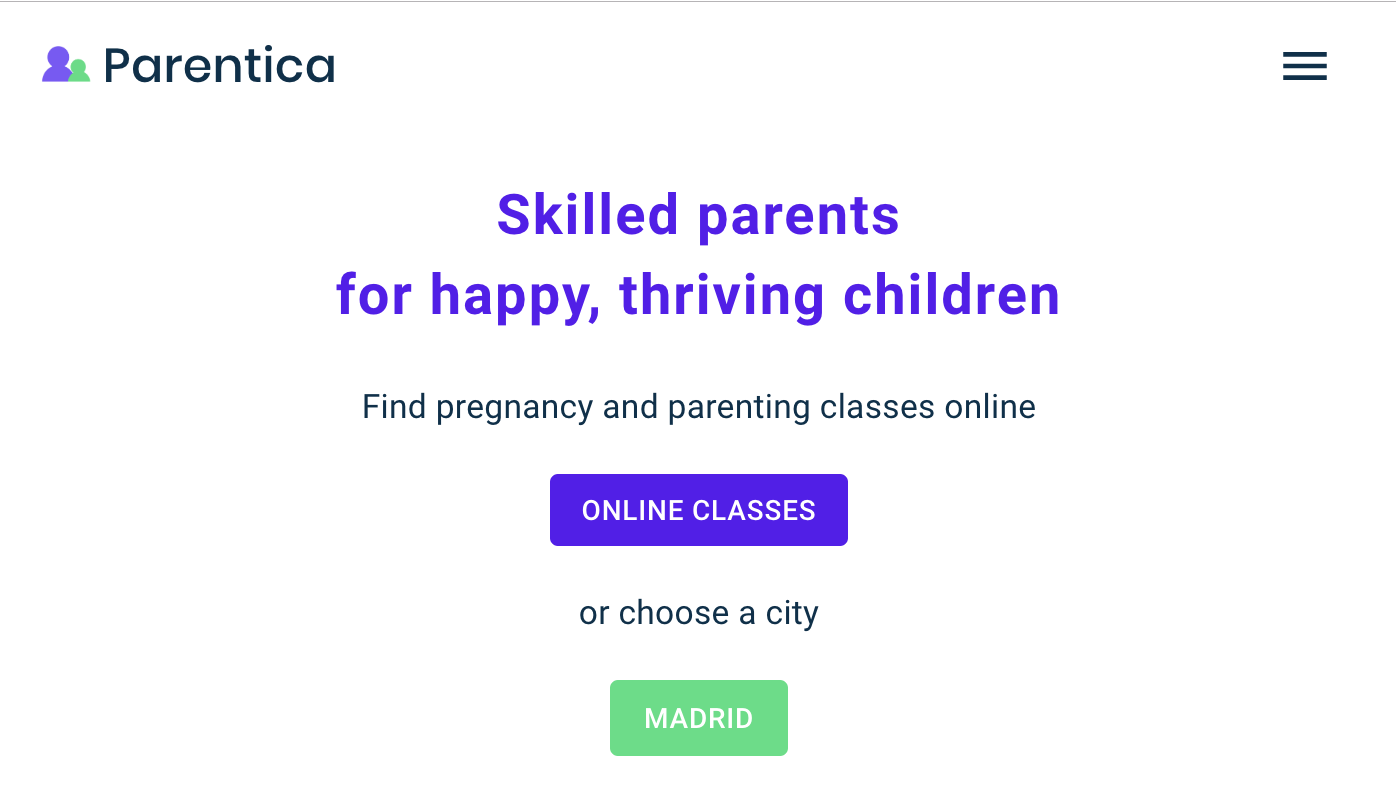 Parentica
Skilled parents
for happy, thriving children
Find pregnancy and parenting classes online
ONLINE CLASSES
or choose a city
MADRID